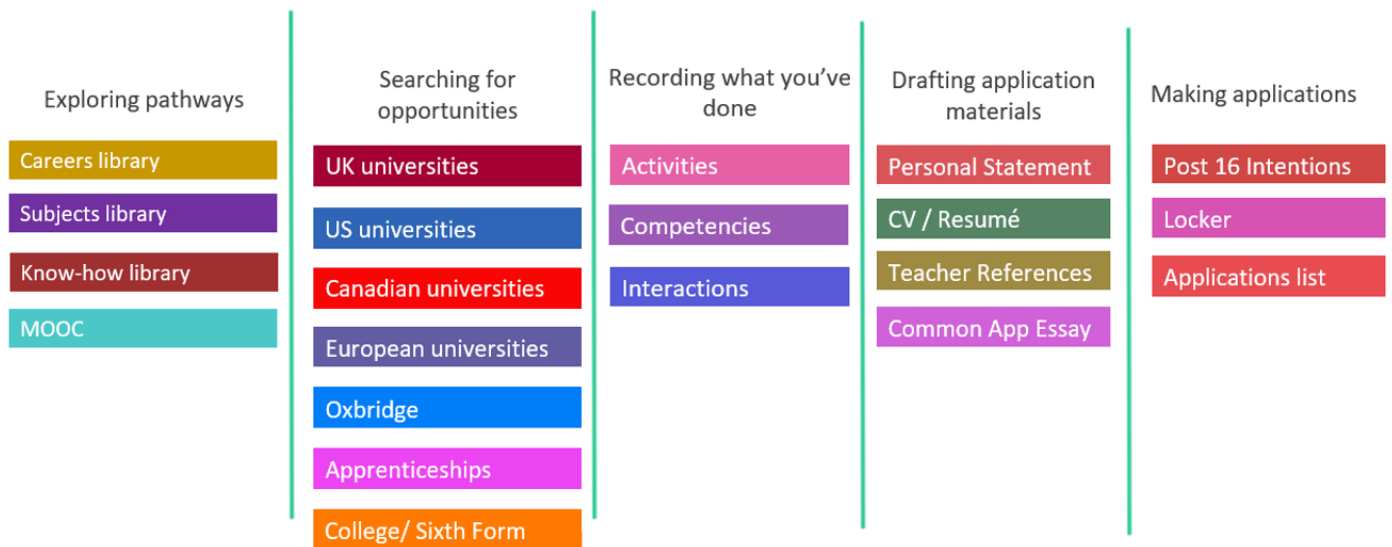 Exploring pathways
Careers library
Subjects library
Know-how library
MOOC
Searching for
opportunities
UK universities
US universities
Canadian universities
European universities
Oxbridge
Apprenticeships
College/ Sixth Form
Recording what you've
done
Activities
Competencies
Interactions
Drafting application
materials
Personal Statement
CV / Resumé
Teacher References
Common App Essay
Making applications
Post 16 Intentions
Locker
Applications list